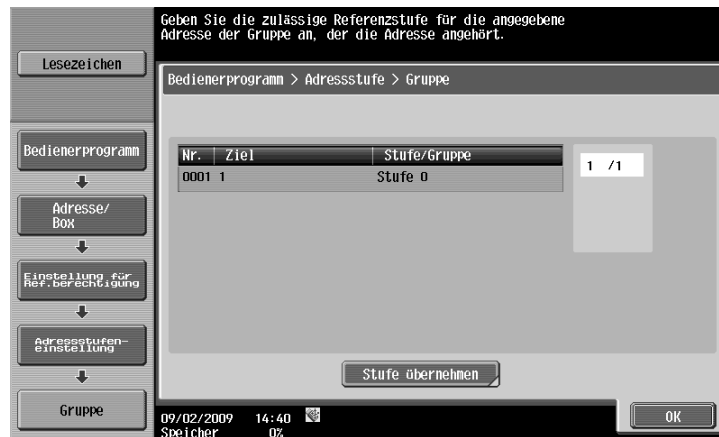 Geben Sie die zulässige Referenzstufe für die angegebene
Adresse der Gruppe an, der die Adresse angehört.
Lesezeichen
Bedienerprogramm > Adressstufe > Gruppe
Bedienerprogramm
Adresse/
Box
Einstellung für
Ref.berechtigung
Adressstufen-
einstellung
Gruppe
Nr. Ziel Stufe/Gruppe
0001 1 Stufe 0
1 /1
Stufe übernehmen
09/02/2009 14:40
Speicher 0%
OK